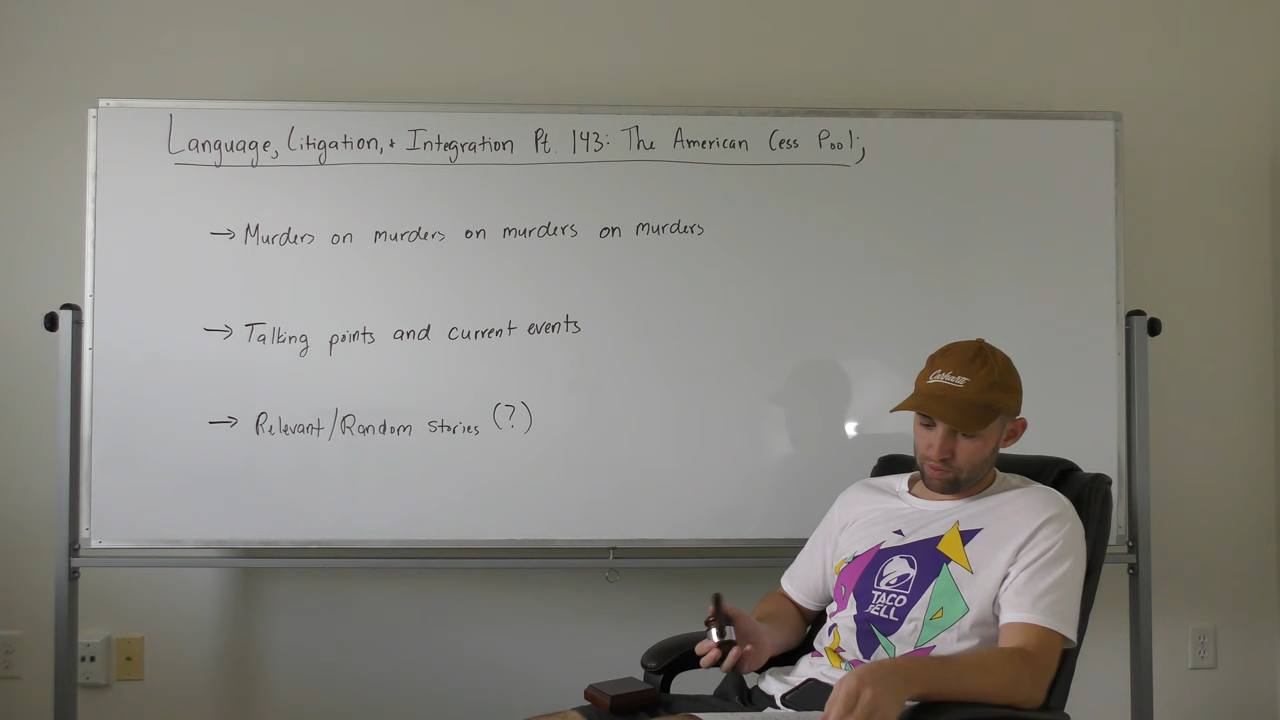 Language, Litigation, + Integration Pt. 143: The American Cess Pool;
→ Murders on murders on murders on murders
→ Talking points and current events
→ Relevant/Random stories (?)
Carhartt
TACO
BELL